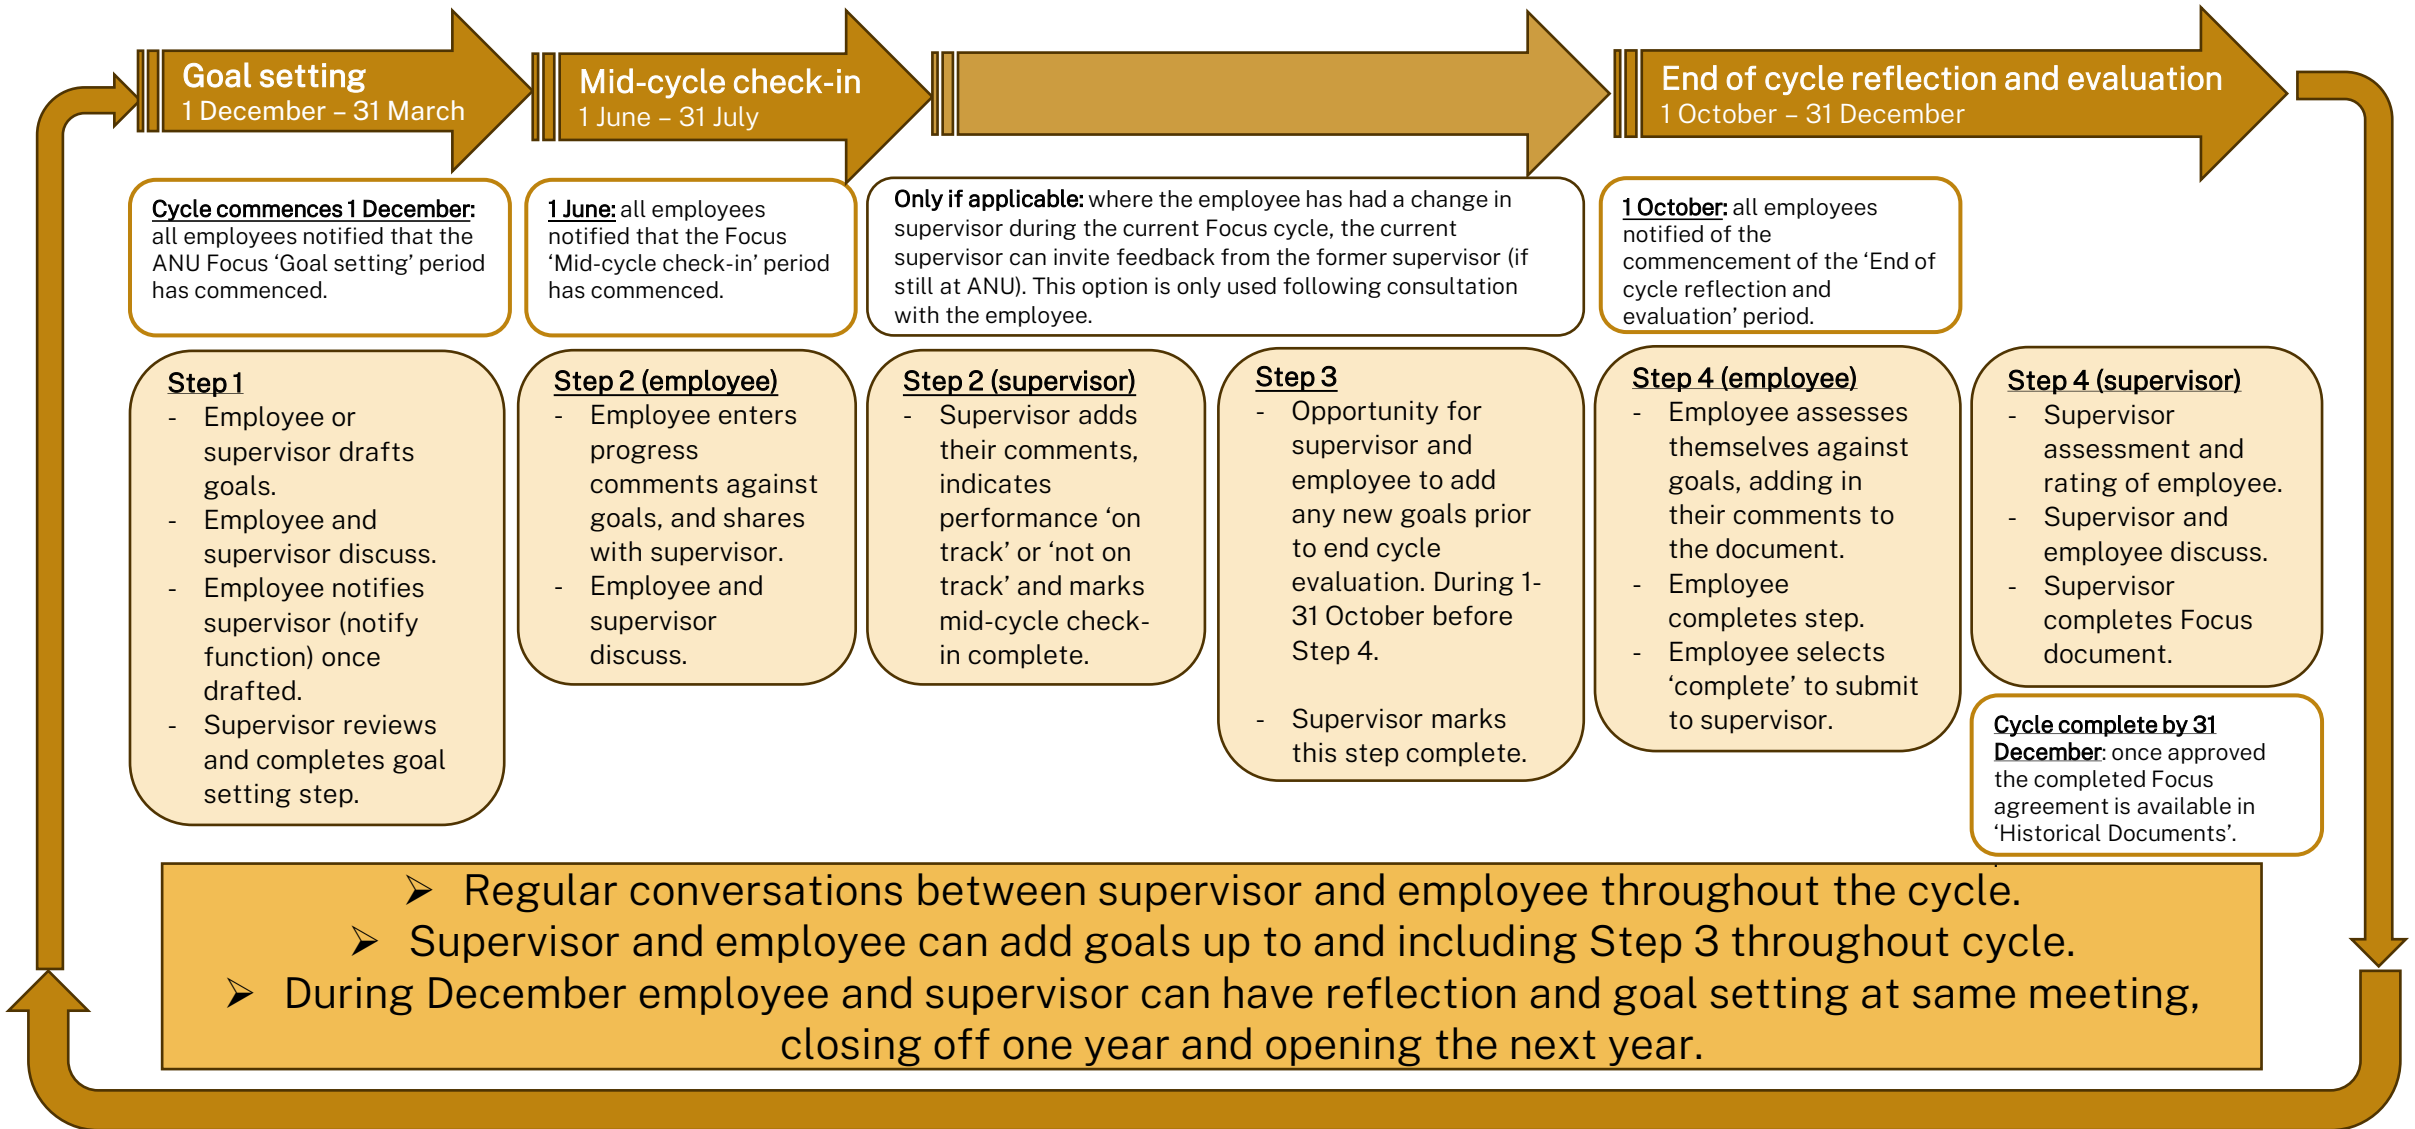 Goal setting
1 December – 31 March
Mid-cycle check-in
1 June – 31 July
End of cycle reflection and evaluation
1 October – 31 December
Cycle commences 1 December:
all employees notified that the
ANU Focus ‘Goal setting’ period
has commenced.
1 June: all employees
notified that the Focus
‘Mid-cycle check-in’ period
has commenced.
Only if applicable: where the employee has had a change in
supervisor during the current Focus cycle, the current
supervisor can invite feedback from the former supervisor (if
still at ANU). This option is only used following consultation
with the employee.
1 October: all employees
notified of the
commencement of the ‘End of
cycle reflection and
evaluation’ period.
Step 1
- Employee or
supervisor drafts
goals.
- Employee and
supervisor discuss.
- Employee notifies
supervisor (notify
function) once
drafted.
- Supervisor reviews
and completes goal
setting step.
Step 2 (employee)
- Employee enters
progress
comments against
goals, and shares
with supervisor.
- Employee and
supervisor
discuss.
Step 2 (supervisor)
- Supervisor adds
their comments,
indicates
performance ‘on
track’ or ‘not on
track’ and marks
mid-cycle check-
in complete.
Step 3
- Opportunity for
supervisor and
employee to add
any new goals prior
to end cycle
evaluation. During 1-
31 October before
Step 4.
- Supervisor marks
this step complete.
Step 4 (employee)
- Employee assesses
themselves against
goals, adding in
their comments to
the document.
- Employee
completes step.
- Employee selects
‘complete’ to submit
to supervisor.
Step 4 (supervisor)
- Supervisor
assessment and
rating of employee.
- Supervisor and
employee discuss.
- Supervisor
completes Focus
document.
Cycle complete by 31
December: once approved
the completed Focus
agreement is available in
‘Historical Documents’.
➢ Regular conversations between supervisor and employee throughout the cycle.
➢ Supervisor and employee can add goals up to and including Step 3 throughout cycle.
➢ During December employee and supervisor can have reflection and goal setting at same meeting,
closing off one year and opening the next year.